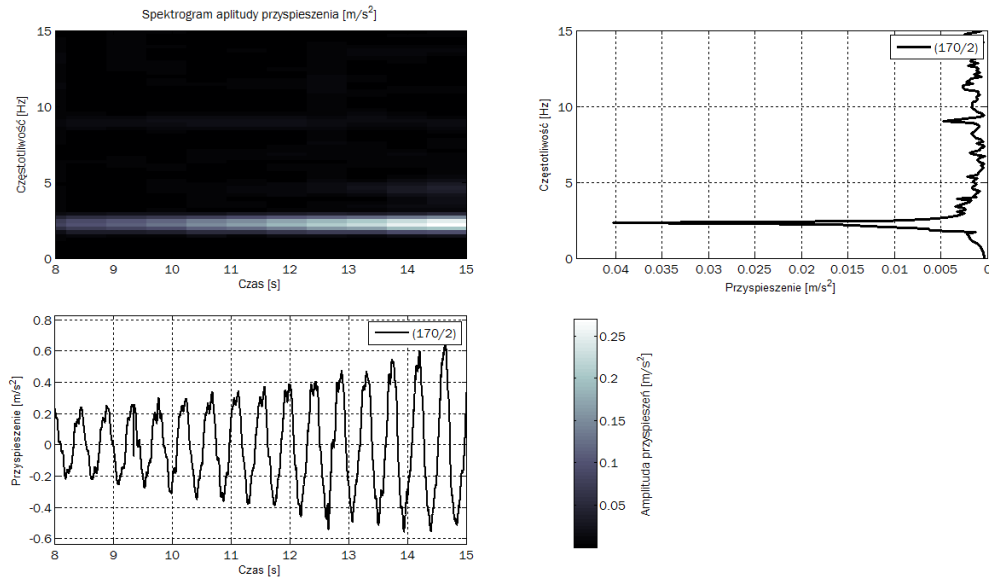 Spektrogram aplitudy przyspieszenia [m/s²]
15
10
5
0
Częstotliwość [Hz]
8 9 10 11 12 13 14 15
Czas [s]
15
10
5
0
Częstotliwość [Hz]
(170/2)
0.04 0.035 0.03 0.025 0.02 0.015 0.01 0.005 0
Przyspieszenie [m/s²]
0.8
0.6
0.4
0.2
0
-0.2
-0.4
-0.6
Przyspieszenie [m/s²]
(170/2)
8 9 10 11 12 13 14 15
Czas [s]
0.25
0.2
0.15
0.1
0.05
Amplituda przyspieszeń [m/s²]